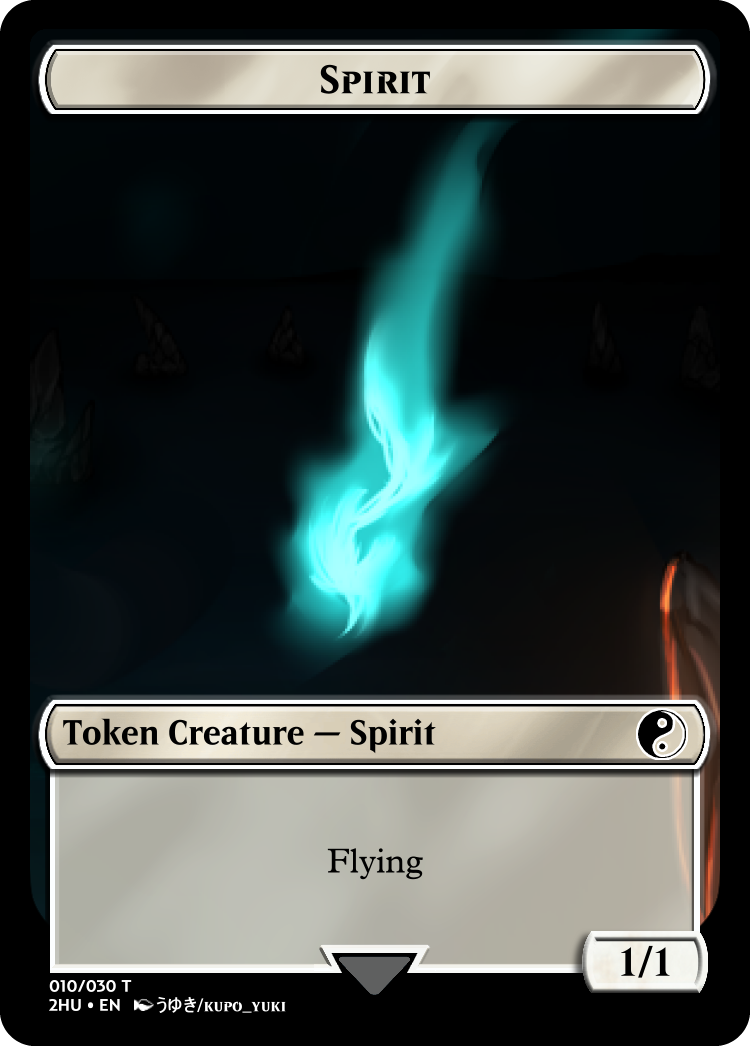 Spirit
Token Creature — Spirit
Flying
1/1
010/030 T
2HU • EN うゆき/KUPO_YUKI